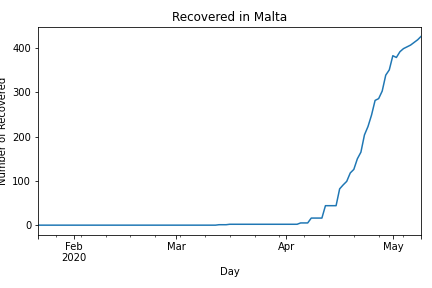 Recovered in Malta
Number of Recovered
400
300
200
100
0
Feb
2020
Mar
Apr
May
Day